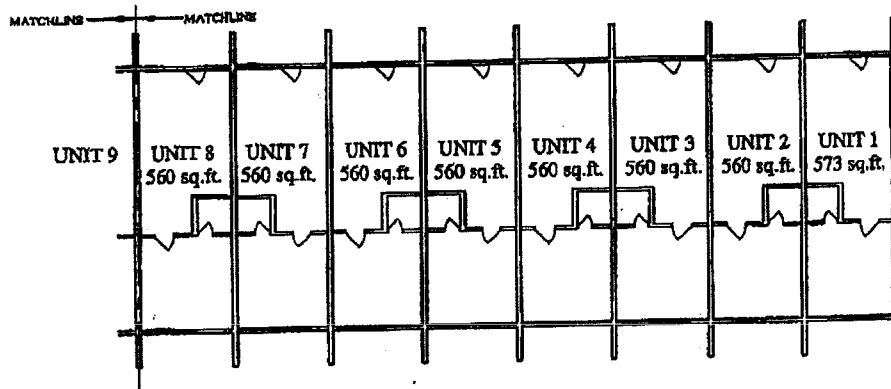 MATCHLINE MATCHLINE
UNIT 9
UNIT 8
560 sq.ft.
UNIT 7
560 sq.ft.
UNIT 6
560 sq.ft.
UNIT 5
560 sq.ft.
UNIT 4
560 sq.ft.
UNIT 3
560 sq.ft.
UNIT 2
560 sq.ft.
UNIT 1
573 sq.ft.